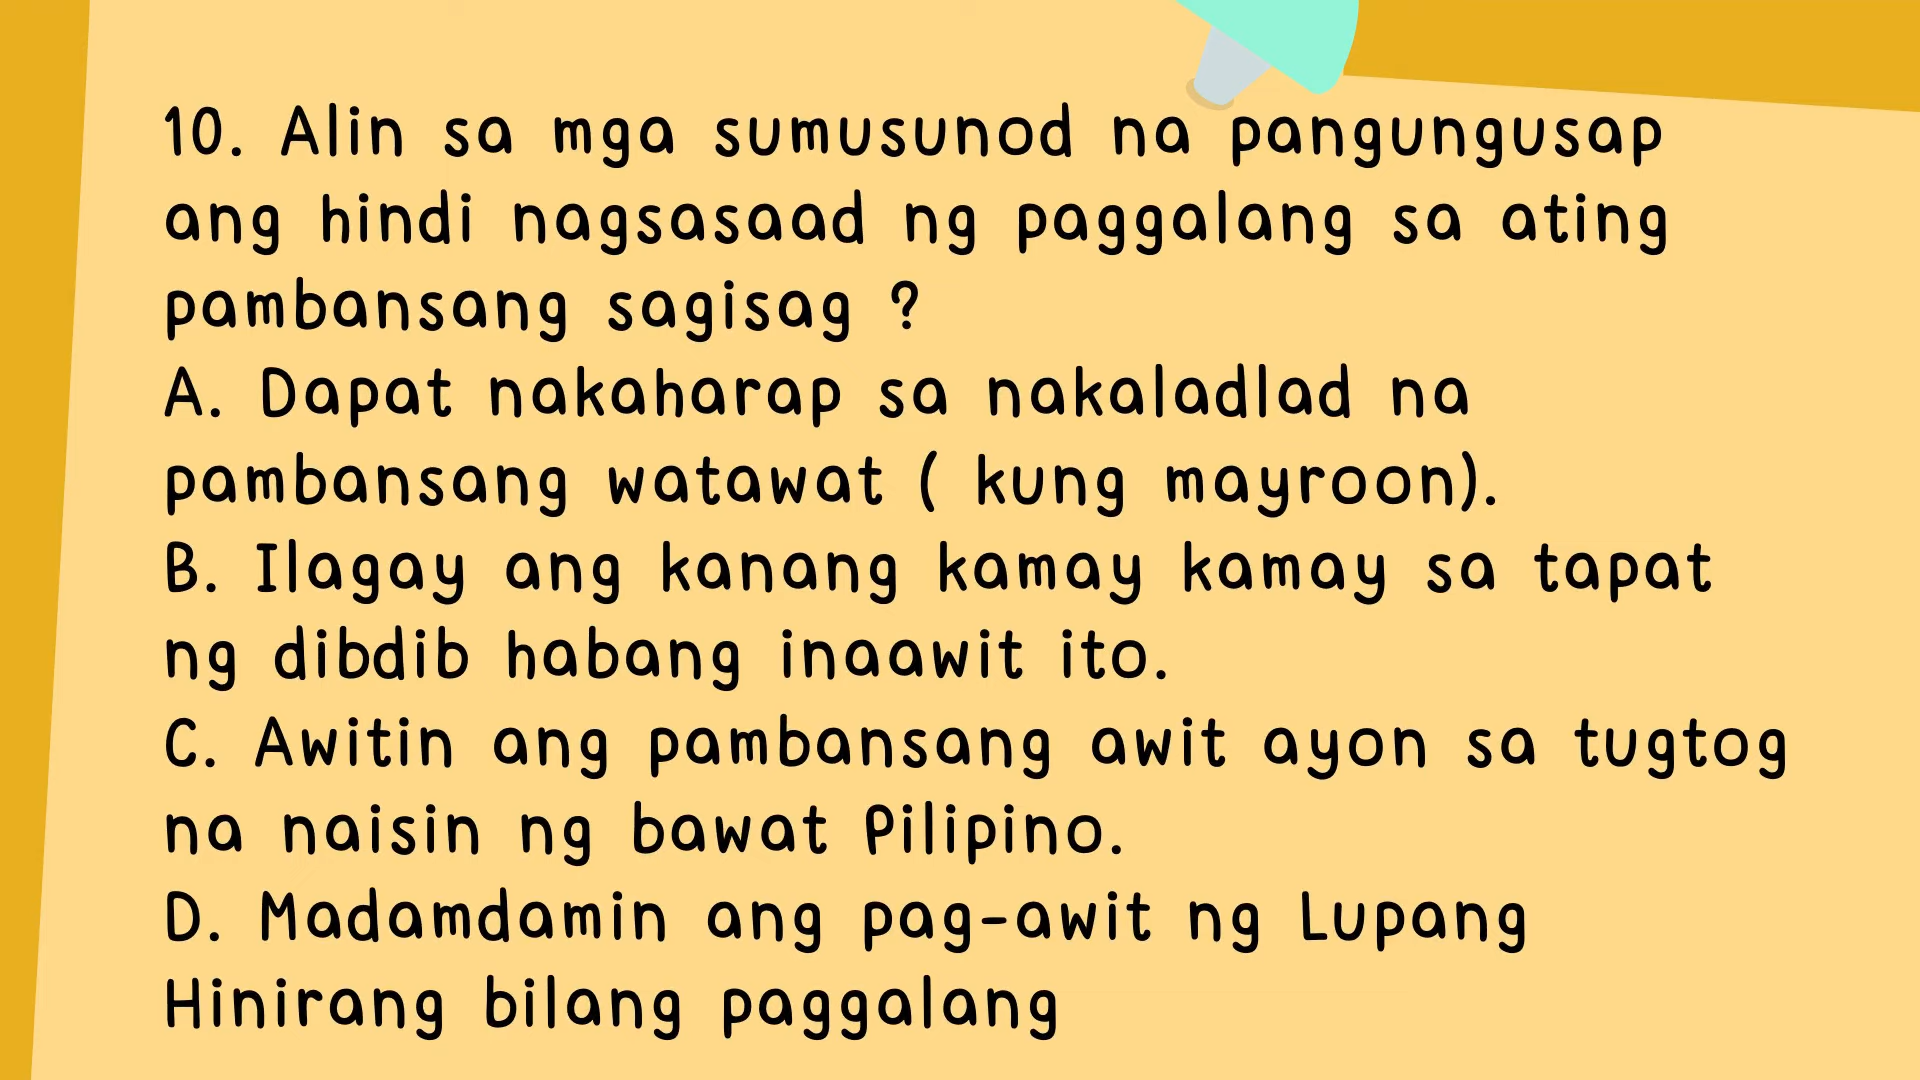 10. Alin sa mga sumusunod na pangungusap
ang hindi nagsasaad ng paggalang sa ating
pambansang sagisag ?
A. Dapat nakaharap sa nakaladlad na
pambansang watawat ( kung mayroon).
B. Ilagay ang kanang kamay kamay sa tapat
ng dibdib habang inaawit ito.
C. Awitin ang pambansang awit ayon sa tugtog
na naisin ng bawat Pilipino.
D. Madamdamin ang pag-awit ng Lupang
Hinirang bilang paggalang